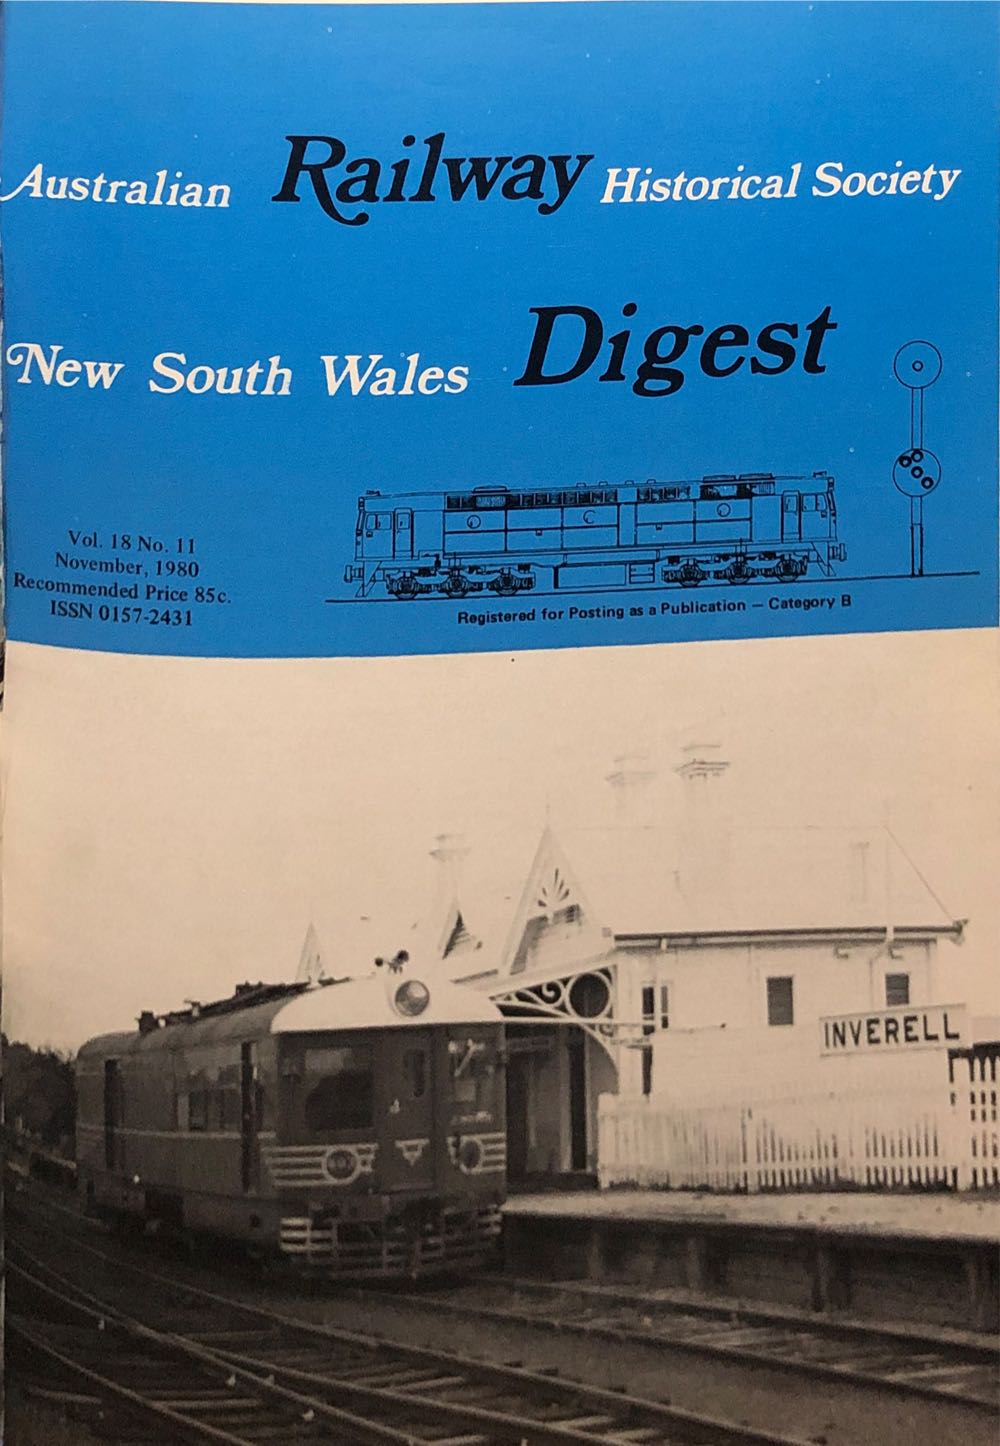 Australian Railway Historical Society
New South Wales Digest
Vol. 18 No. 11
November, 1980
Recommended Price 85c.
ISSN 0157-2431
Registered for Posting as a Publication — Category B
INVERELL